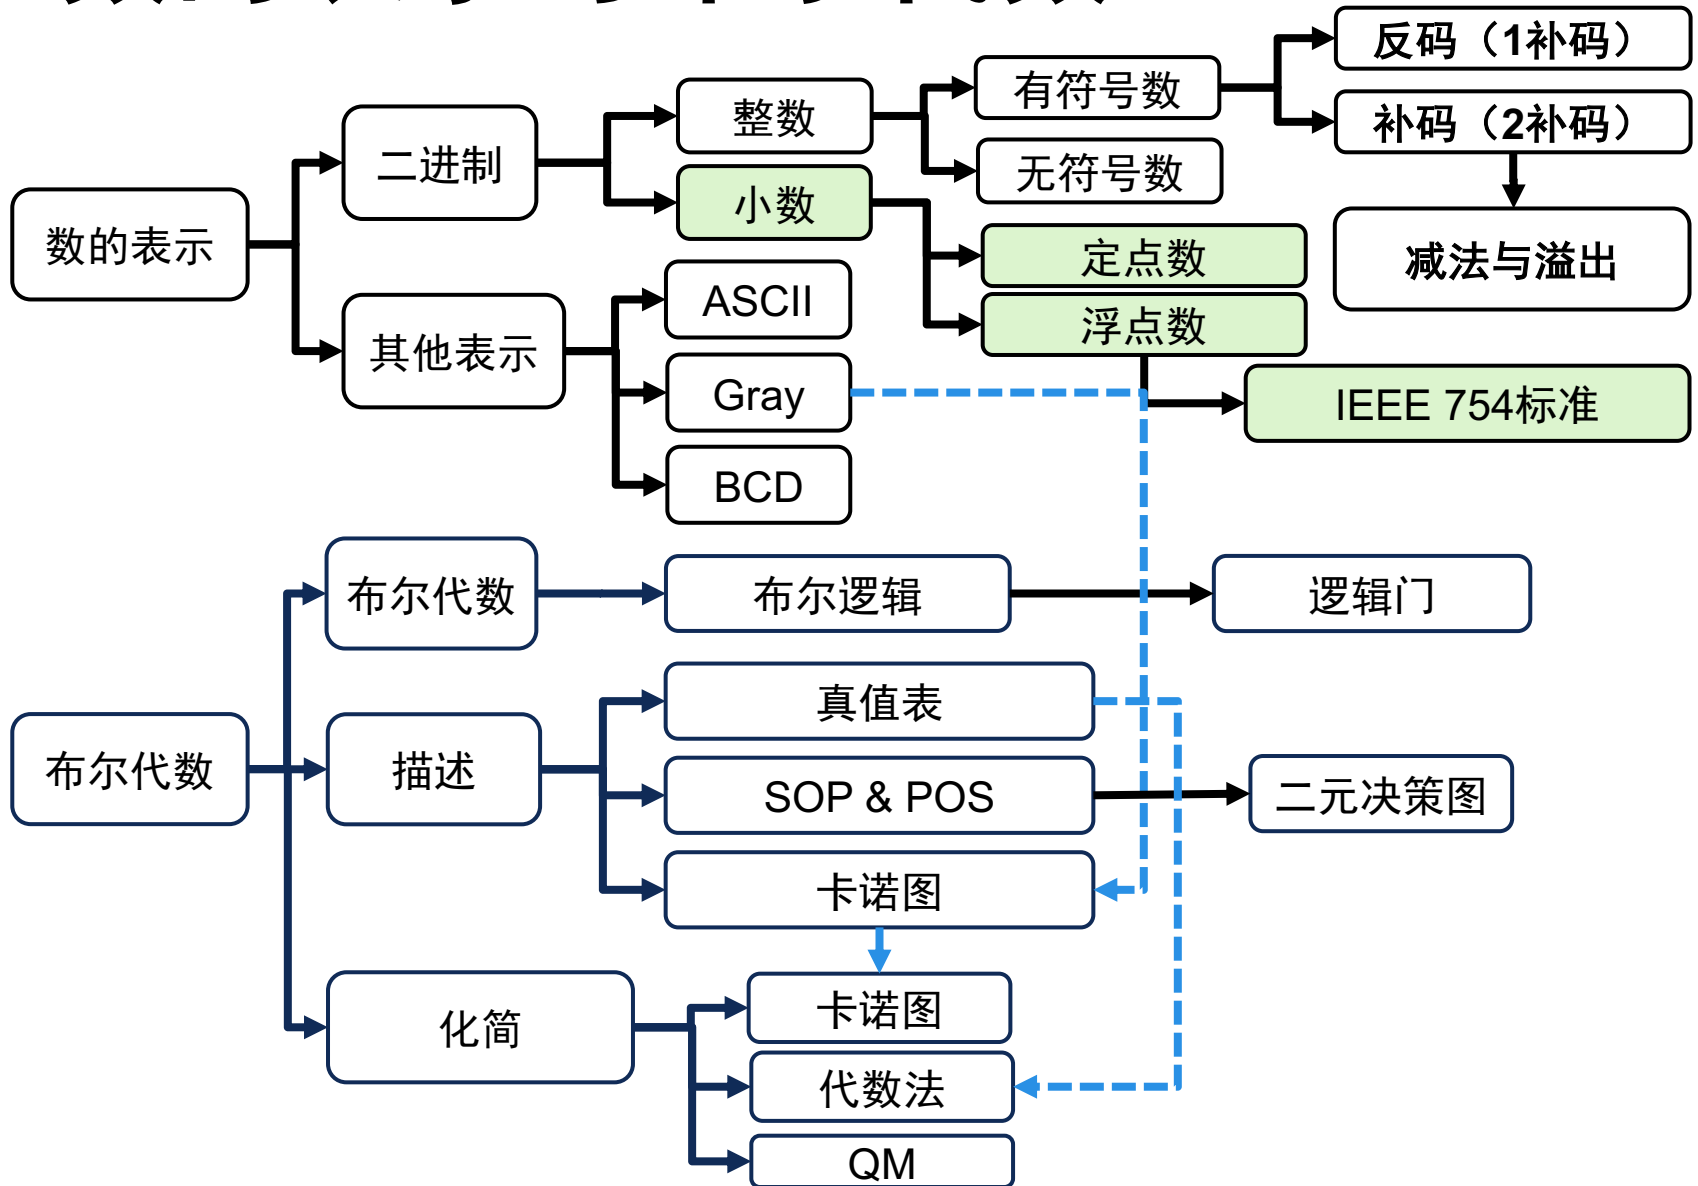 反码（1补码）
有符号数
整数
补码（2补码）
二进制
无符号数
小数
数的表示
定点数
减法与溢出
ASCII
浮点数
其他表示
Gray
IEEE 754标准
BCD
布尔代数
布尔逻辑
逻辑门
真值表
布尔代数
描述
SOP & POS
二元决策图
卡诺图
化简
卡诺图
代数法
QM